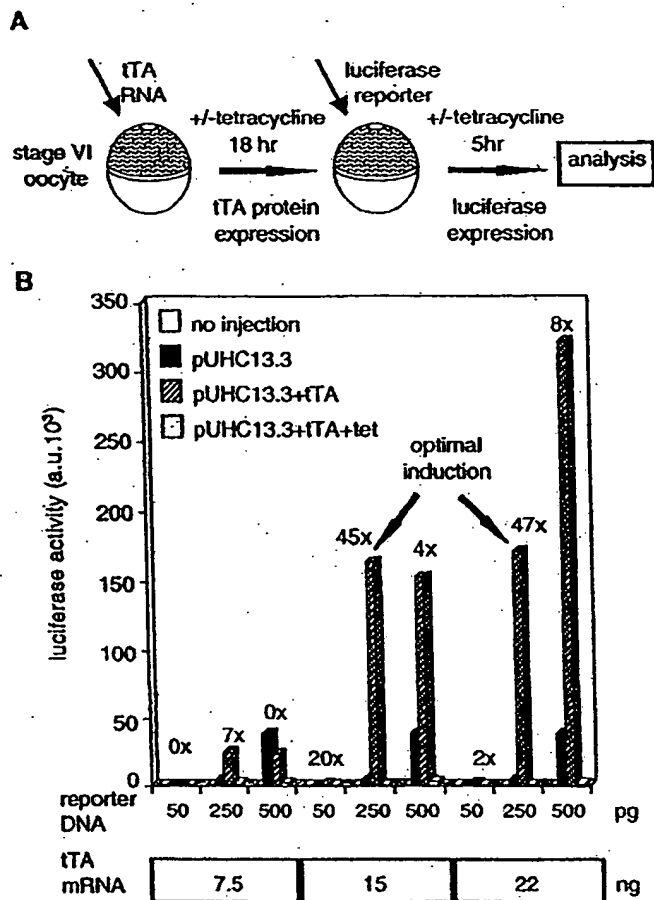 A
tTA
RNA
luciferase
reporter
+/-tetracycline
18 hr
+/-tetracycline
5hr
stage VI
oocyte
analysis
tTA protein
expression
luciferase
expression
B
350
300
250
200
150
100
50
0
luciferase activity (a.u.10³)
no injection
pUHC13.3
pUHC13.3+tTA
pUHC13.3+tTA+tet
optimal
induction
0x
7x
0x
20x
45x
4x
2x
47x
8x
reporter
DNA
50 250 500 50 250 500 50 250 500 pg
tTA
mRNA
7.5 15 22 ng